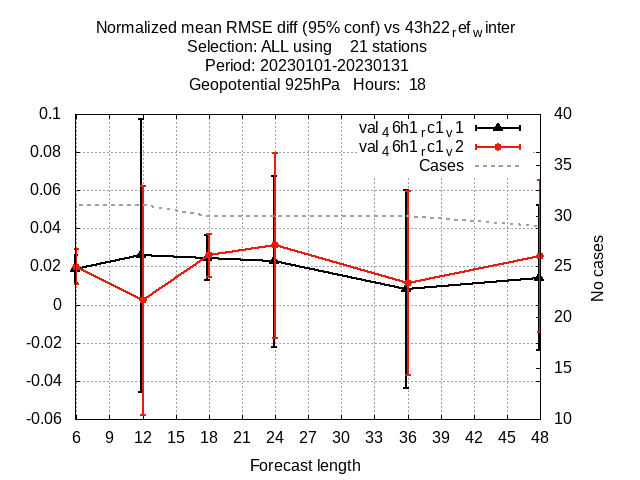 Normalized mean RMSE diff (95% conf) vs 43h22refwinter
Selection: ALL using    21 stations
Period: 20230101-20230131
Geopotential 925hPa   Hours:  18
val46h1rc1v1
val46h1rc1v2
Cases
0.1
0.08
0.06
0.04
0.02
0
-0.02
-0.04
-0.06
40
35
30
25
20
15
10
No cases
6 9 12 15 18 21 24 27 30 33 36 39 42 45 48
Forecast length